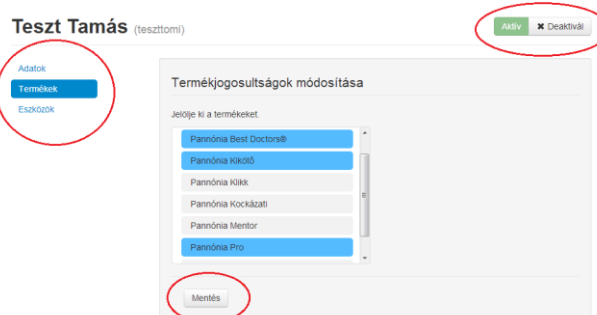 Teszt Tamás (teszttomi)
Aktív ✖ Deaktivál
Adatok
Termékek
Eszközök
Termékjogosultságok módosítása
Jelölje ki a termékeket.
Pannónia Best Doctors®
Pannónia Kikötő
Pannónia Klikk
Pannónia Kockázati
Pannónia Mentor
Pannónia Pro
Mentés